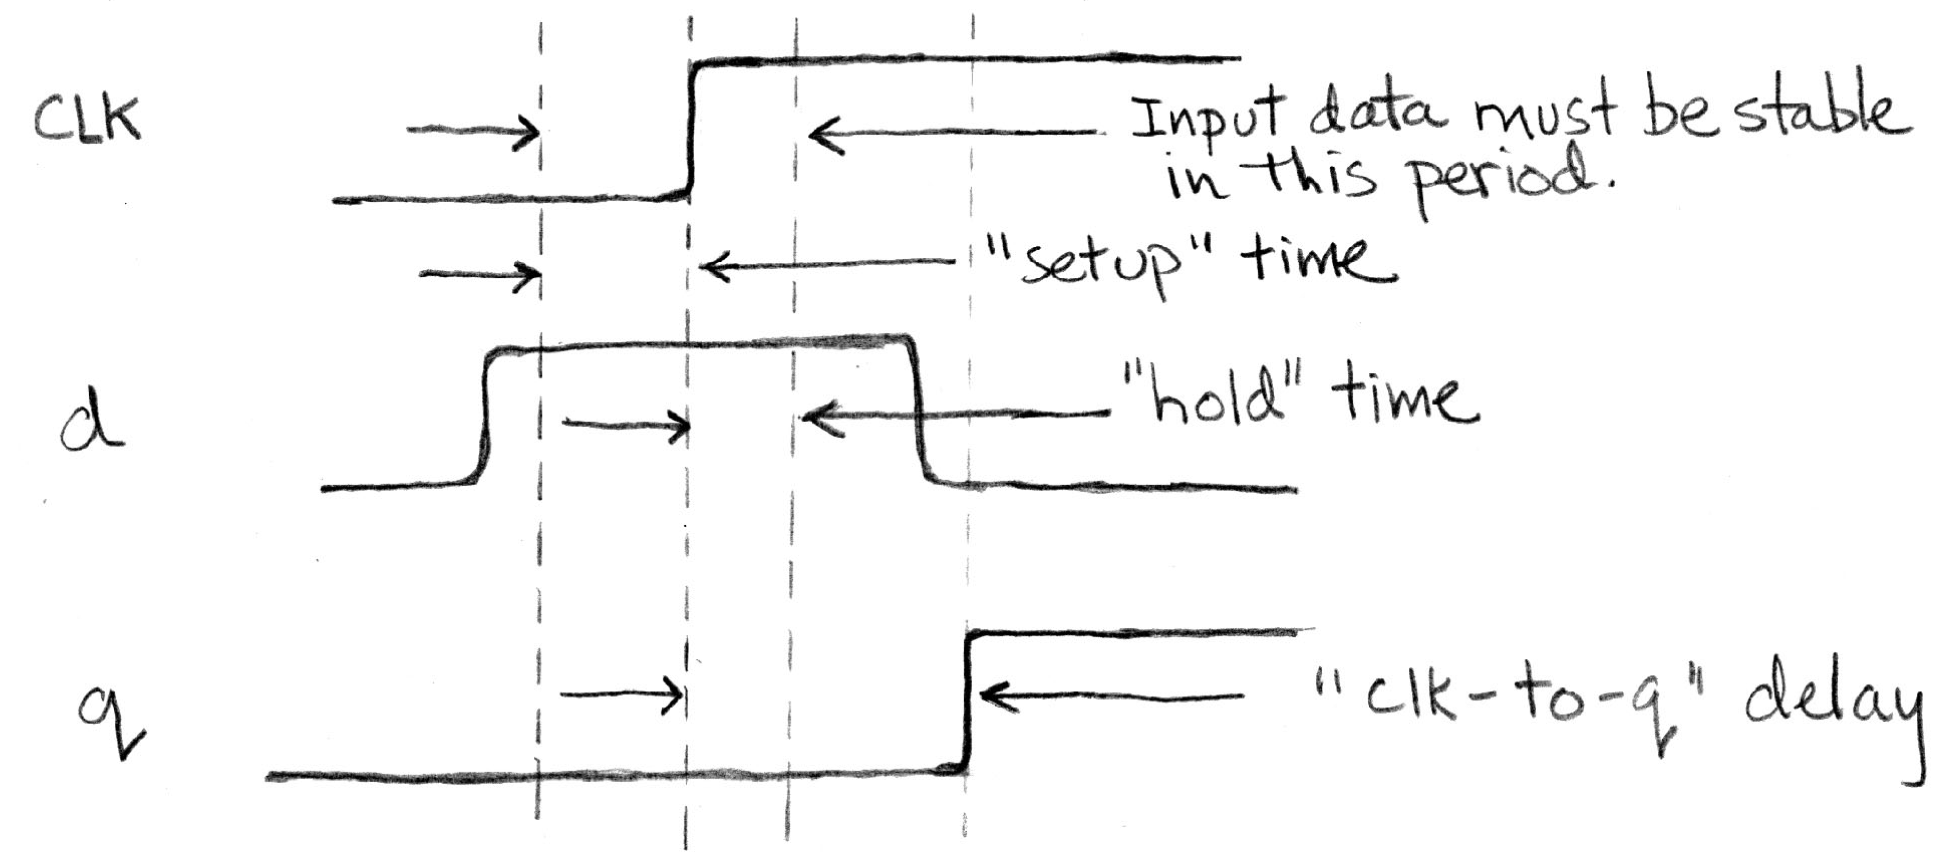 CLK
Input data must be stable
in this period.
"setup" time
d
"hold" time
q
"clk-to-q" delay